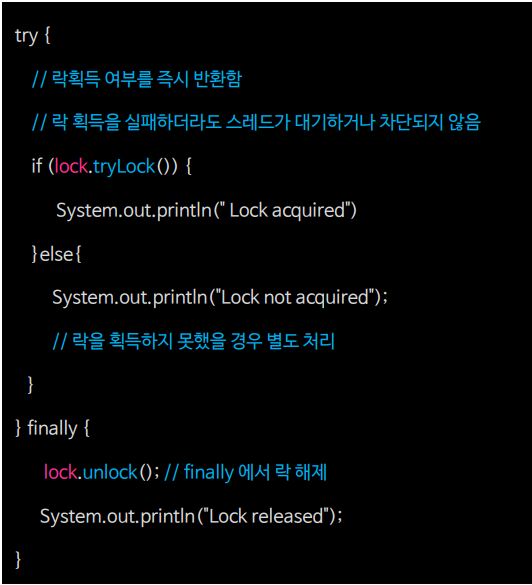 try {
// 락획득 여부를 즉시 반환함
// 락 획득을 실패하더라도 스레드가 대기하거나 차단되지 않음
if (lock.tryLock()) {
System.out.println(" Lock acquired")
}else{
System.out.println("Lock not acquired");
// 락을 획득하지 못했을 경우 별도 처리
}
} finally {
lock.unlock(); // finally 에서 락 해제
System.out.println("Lock released");
}